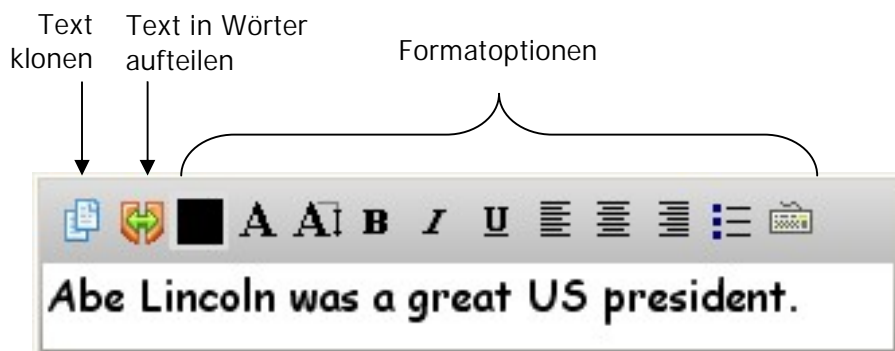 Text klonen
Text in Wörter aufteilen
Formatoptionen
A A B I U
Abe Lincoln was a great US president.